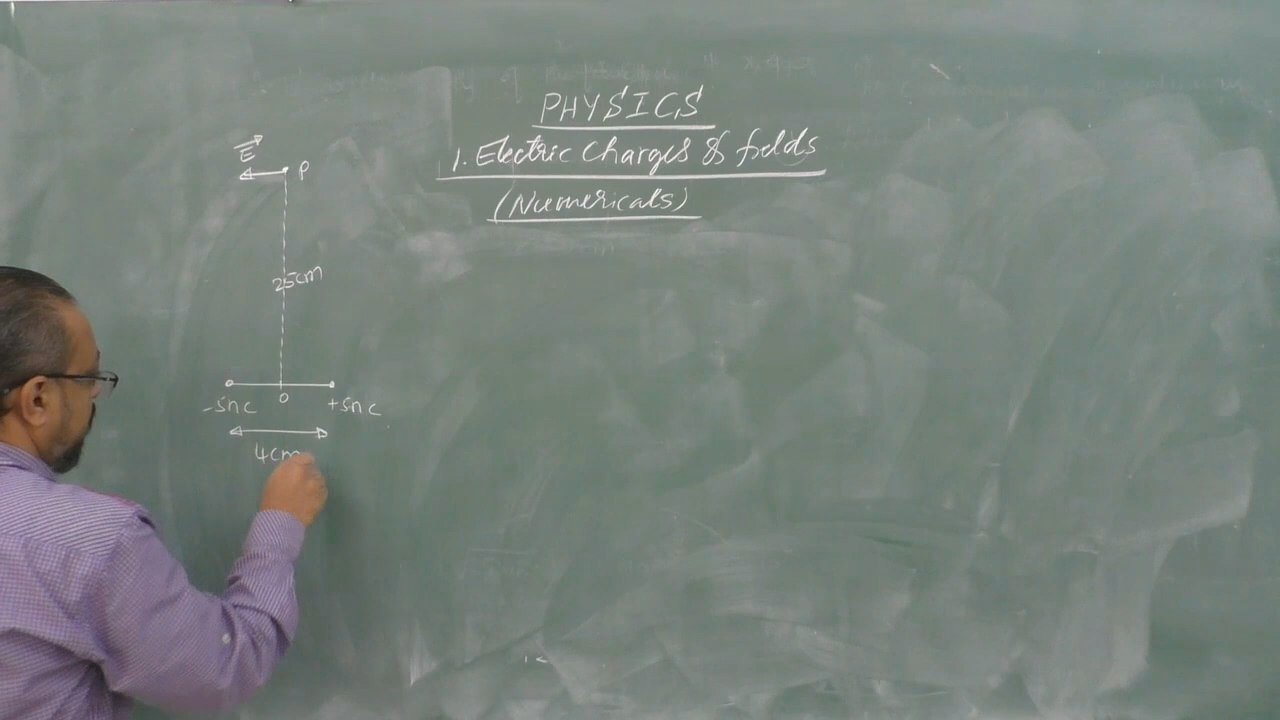 PHYSICS
1. Electric Charges & fields
(Numericals)
E
P
25cm
O
-5nc
+5nc
4cm